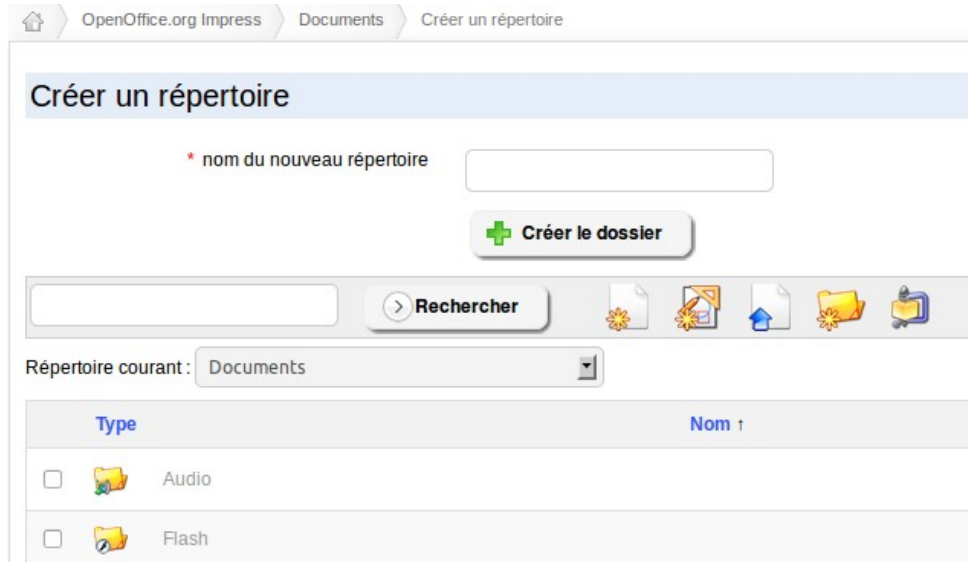 OpenOffice.org Impress Documents Créer un répertoire
Créer un répertoire
* nom du nouveau répertoire
Créer le dossier
Rechercher
Répertoire courant : Documents
Type Nom ↑
Audio
Flash